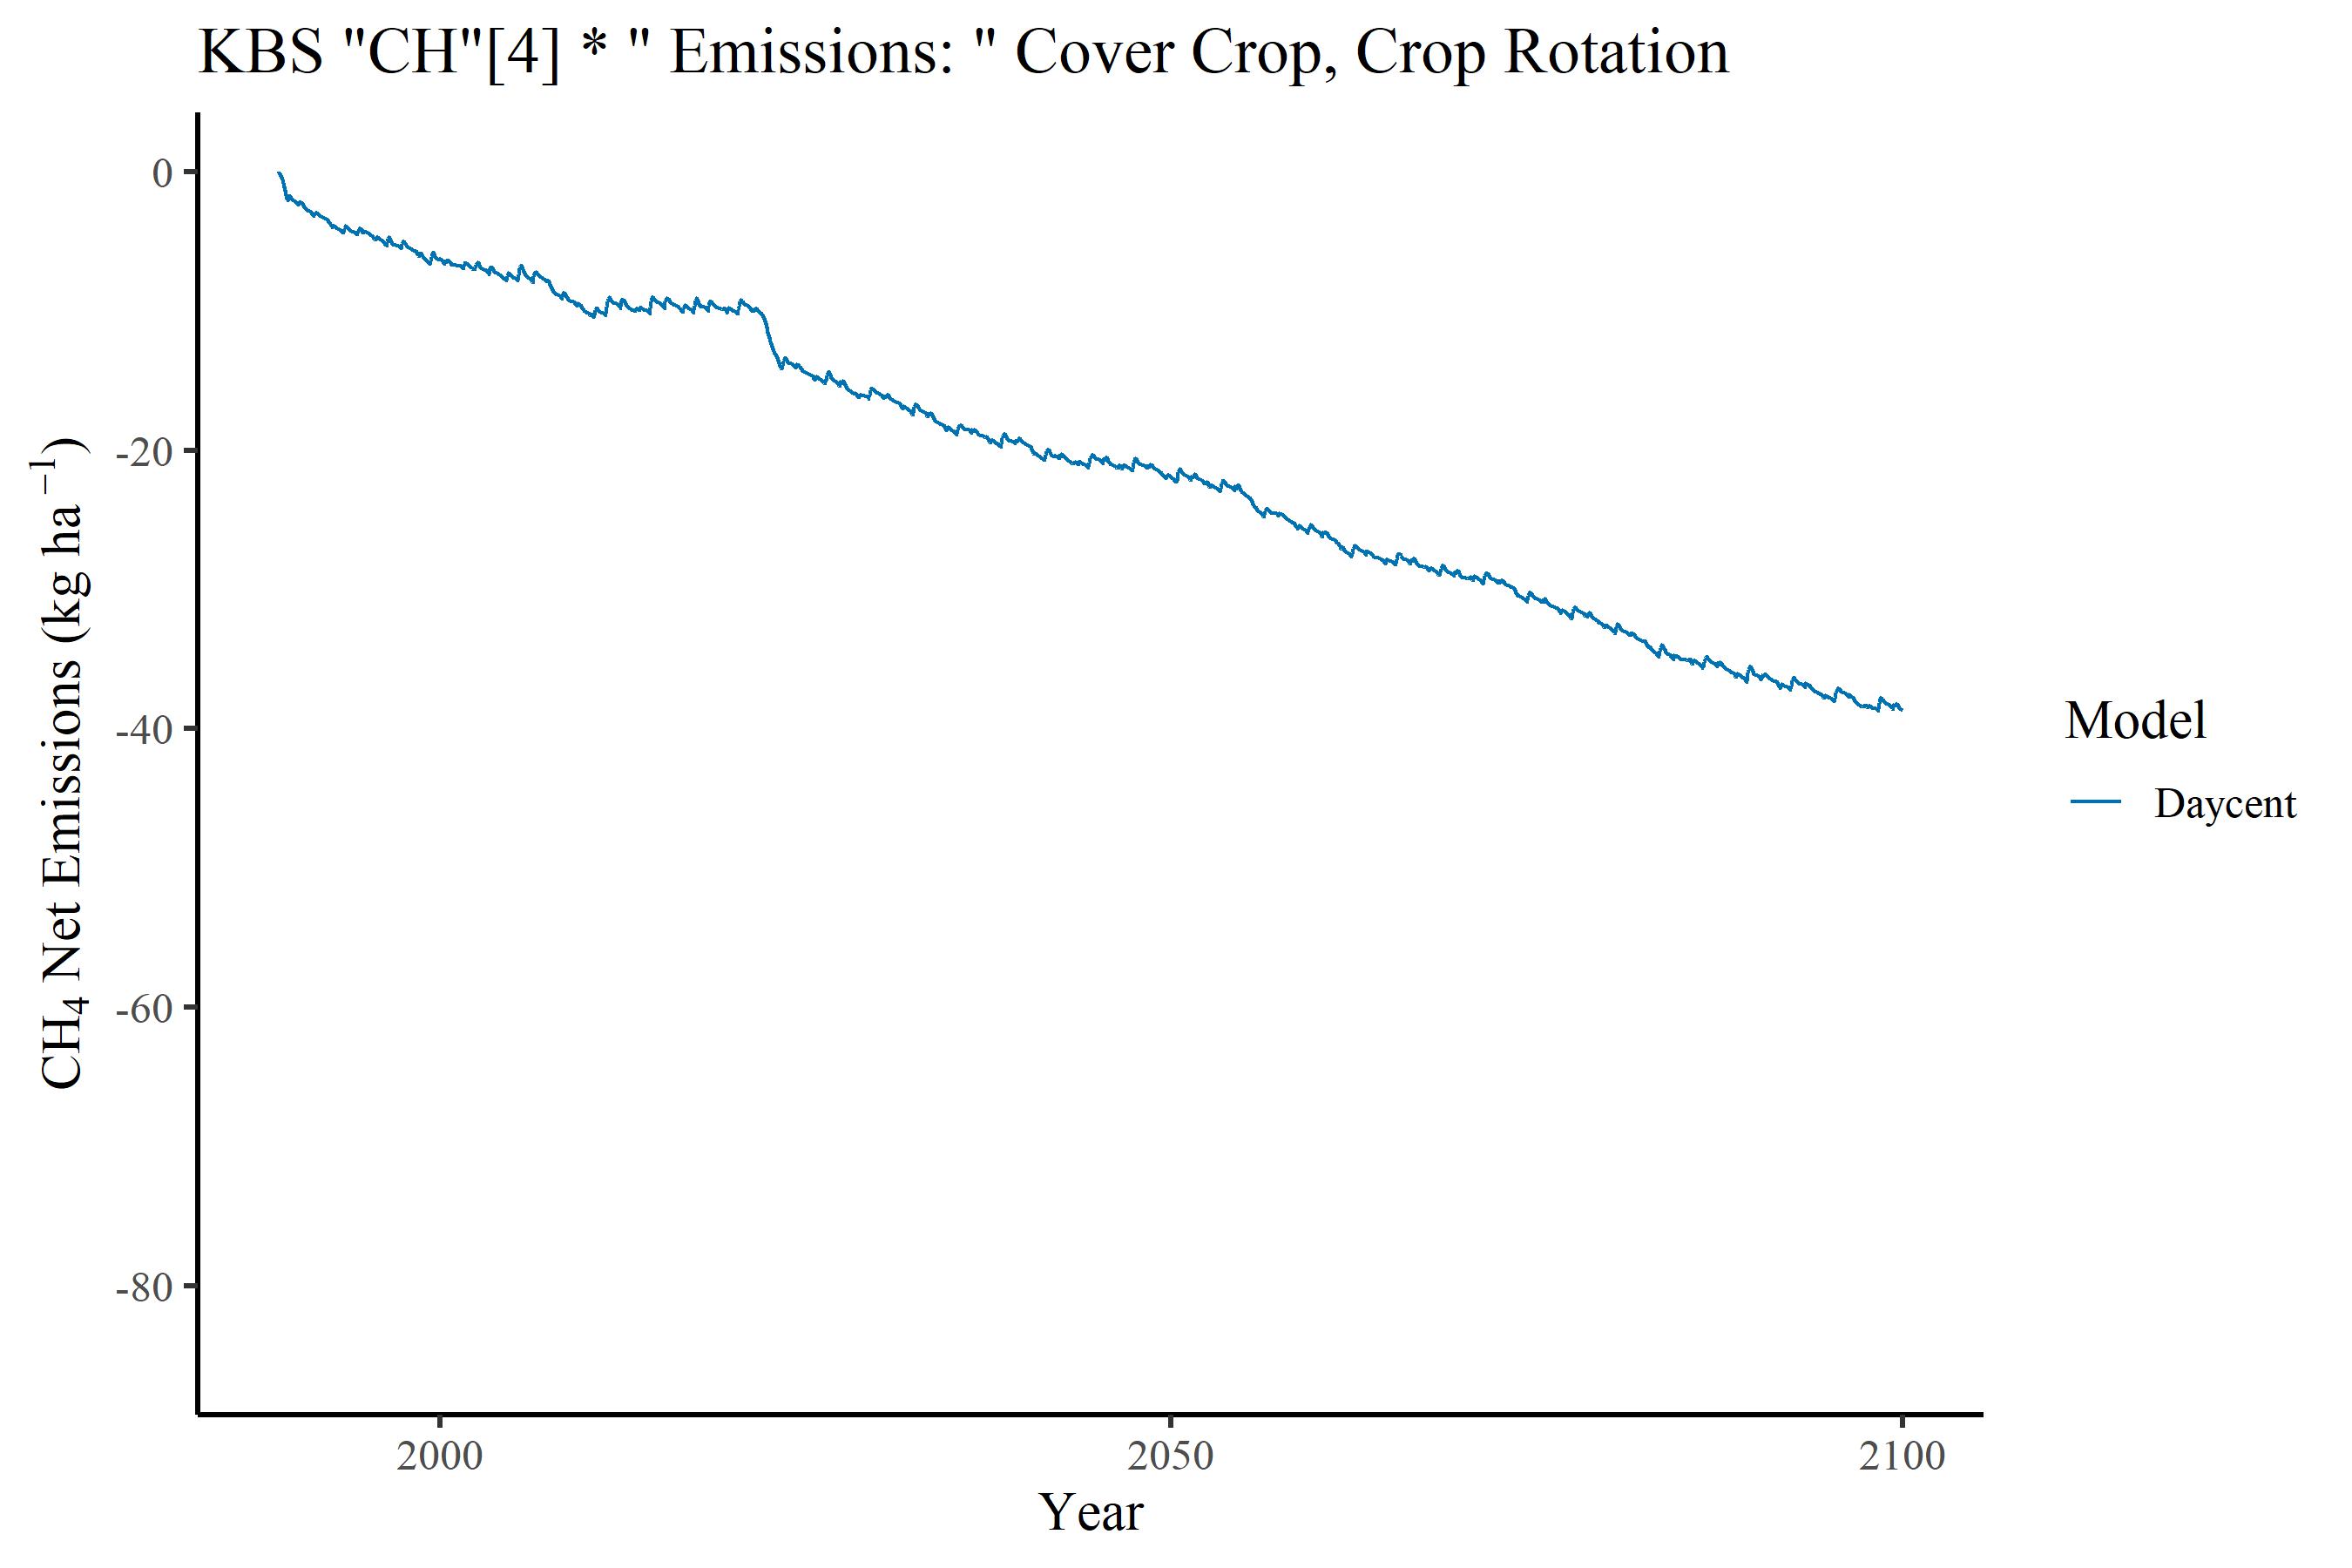 KBS "CH"[4] * " Emissions: " Cover Crop, Crop Rotation
CH₄ Net Emissions (kg ha ⁻¹)
0
-20
-40
-60
-80
2000 2050 2100
Year
Model
Daycent